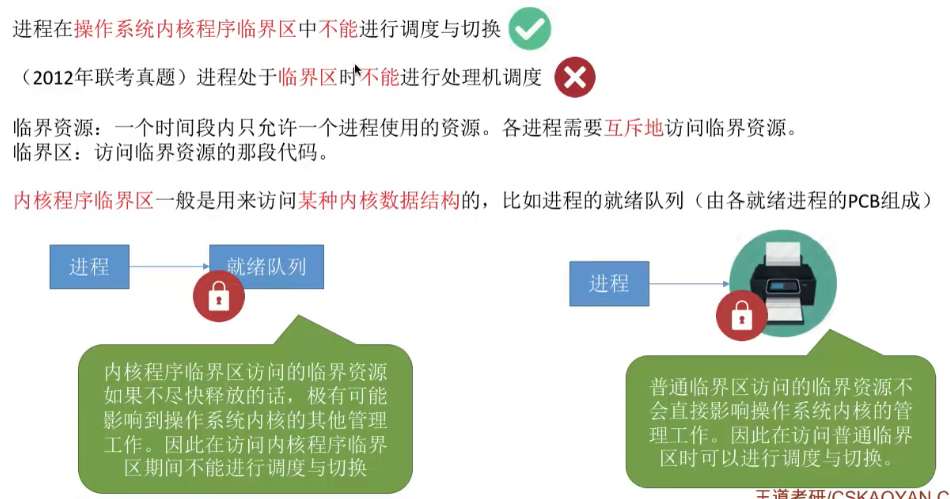 进程在操作系统内核程序临界区中不能进行调度与切换
（2012年联考真题）进程处于临界区时不能进行处理机调度
临界资源：一个时间段内只允许一个进程使用的资源。各进程需要互斥地访问临界资源。
临界区：访问临界资源的那段代码。
内核程序临界区一般是用来访问某种内核数据结构的，比如进程的就绪队列（由各就绪进程的PCB组成）
进程
就绪队列
内核程序临界区访问的临界资源
如果不尽快释放的话，极有可能
影响到操作系统内核的其他管理
工作。因此在访问内核程序临界
区期间不能进行调度与切换
进程
普通临界区访问的临界资源不
会直接影响操作系统内核的管
理工作。因此在访问普通临界
区时可以进行调度与切换。
王道考研/CSKAOYAN.C